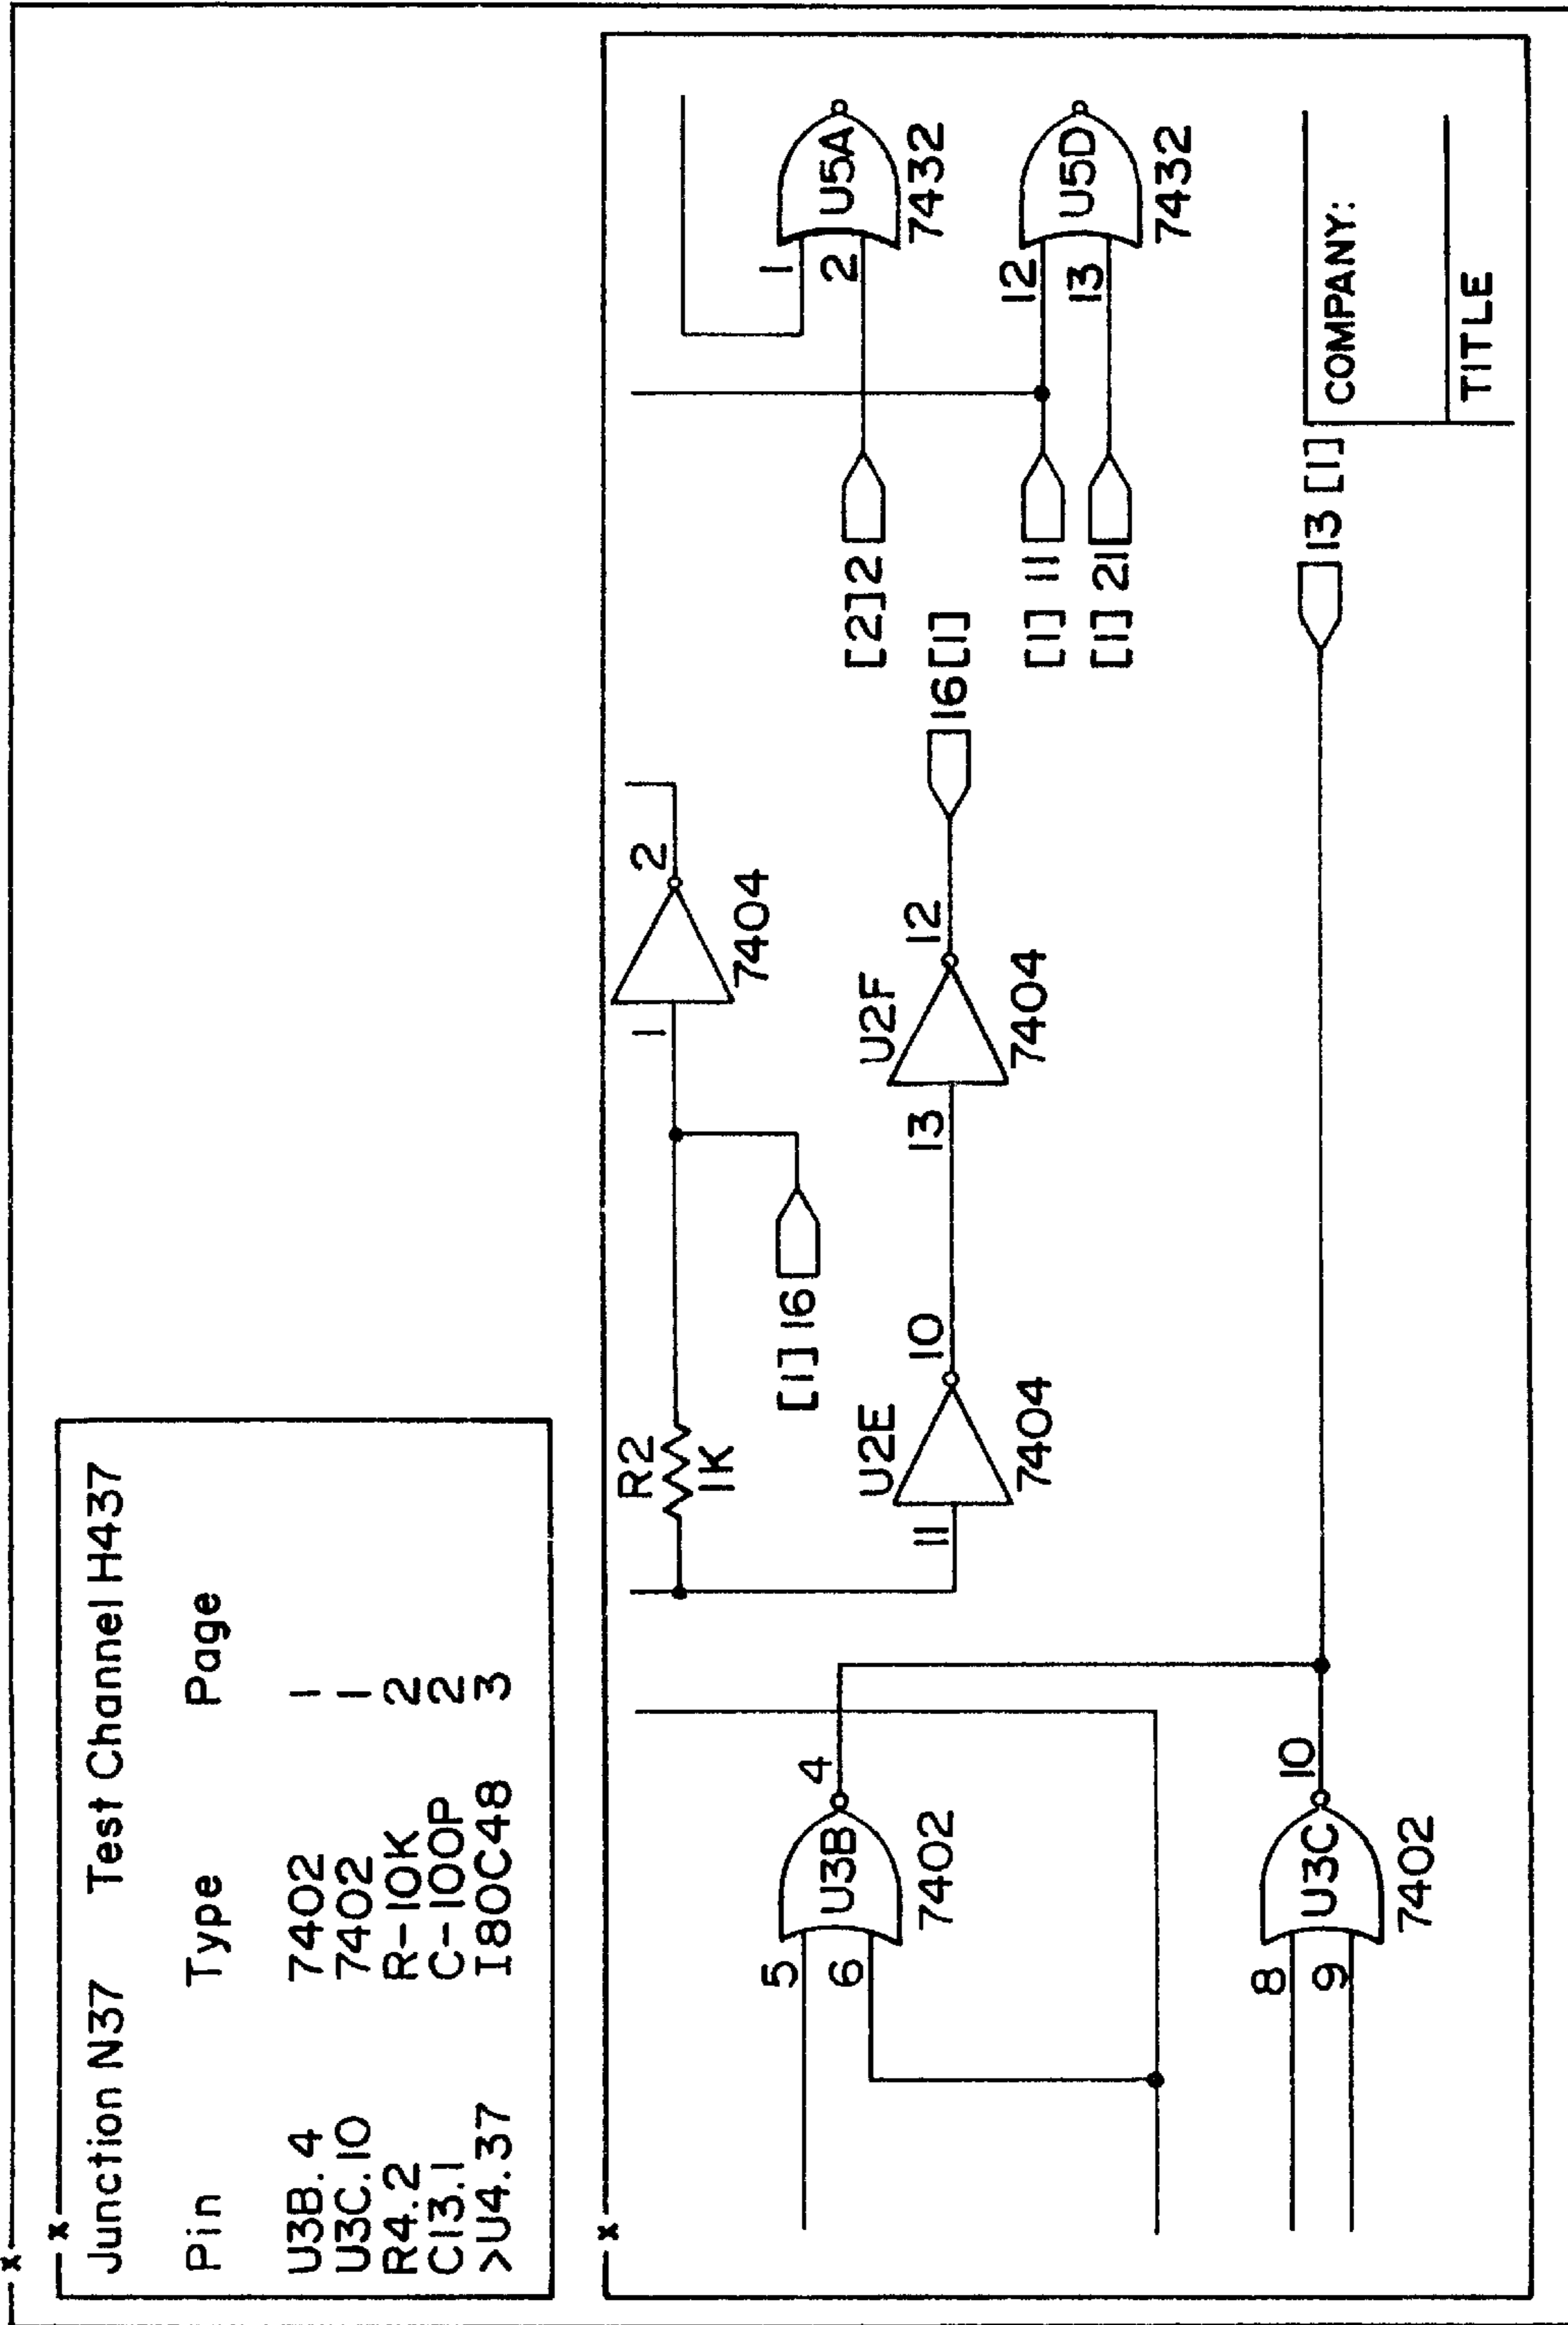 Junction N37 Test Channel H437
Pin Type Page
U3B.4 7402 1
U3C.10 7402 1
R4.2 R-10K 2
C13.1 C-100P 2
>U4.37 I80C48 3
R2
1K
1
2
7404
[1] 16
5
6
U3B
4
7402
11
U2E
10
7404
13
U2F
12
7404
16 [1]
[2] 2
1
2
U5A
7432
[1] 11
[1] 21
12
13
U5D
7432
8
9
U3C
10
7402
13 [1]
COMPANY:
TITLE